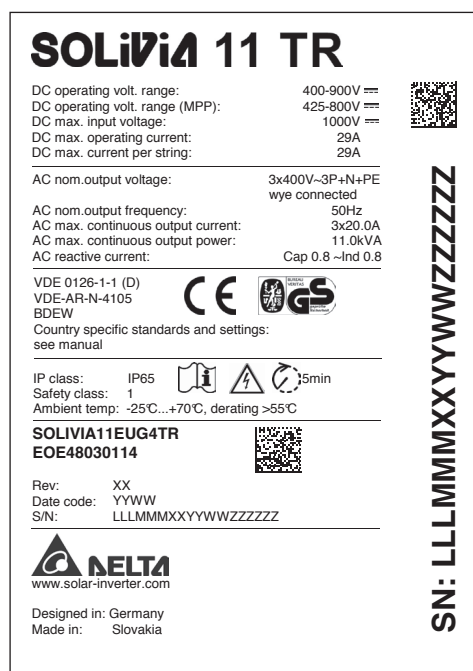 SOLiViA 11 TR
DC operating volt. range: 400-900V
DC operating volt. range (MPP): 425-800V
DC max. input voltage: 1000V
DC max. operating current: 29A
DC max. current per string: 29A
AC nom.output voltage: 3x400V~3P+N+PE
wye connected
AC nom.output frequency: 50Hz
AC max. continuous output current: 3x20.0A
AC max. continuous output power: 11.0kVA
AC reactive current: Cap 0.8 ~Ind 0.8
VDE 0126-1-1 (D)
VDE-AR-N-4105
BDEW
CE
BUREAU
VERITAS
GS
geprüfte
Sicherheit
Country specific standards and settings:
see manual
IP class: IP65
5min
Safety class: 1
Ambient temp: -25℃...+70℃, derating >55℃
SOLIVIA11EUG4TR
EOE48030114
Rev: XX
Date code: YYWW
S/N: LLLMMMXXYYWWZZZZZZ
DELTA
www.solar-inverter.com
Designed in: Germany
Made in: Slovakia
SN: LLLMMMXXYYWWZZZZZZ